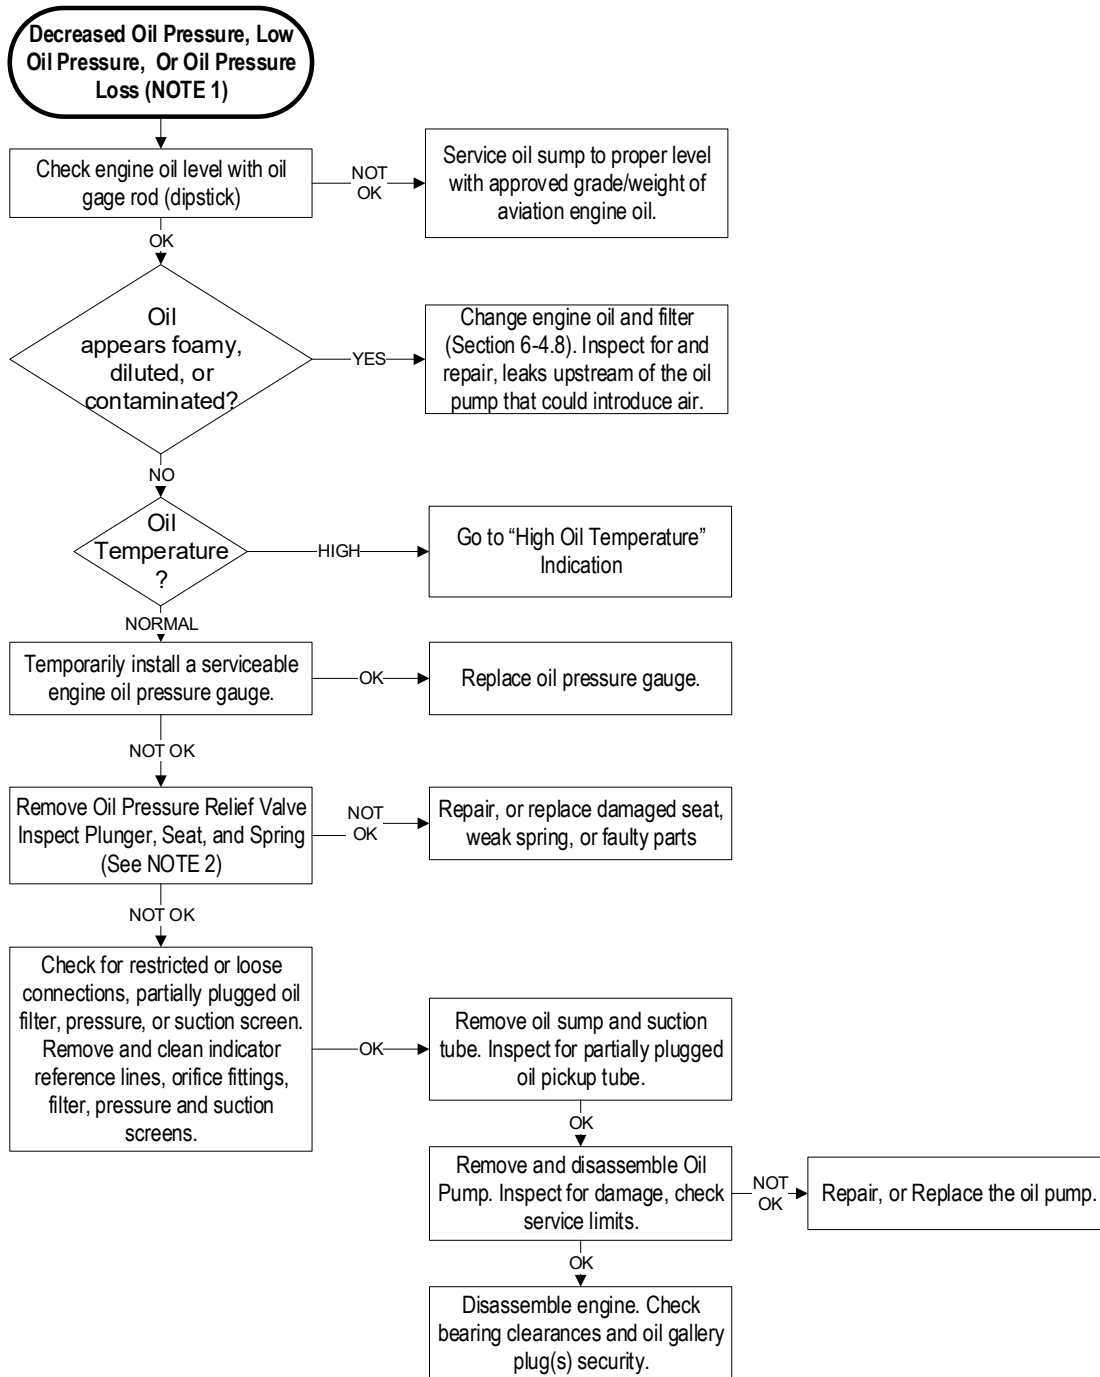 Decreased Oil Pressure, Low
Oil Pressure, Or Oil Pressure
Loss (NOTE 1)
Check engine oil level with oil
gage rod (dipstick)
NOT
OK
Service oil sump to proper level
with approved grade/weight of
aviation engine oil.
OK
Oil
appears foamy,
diluted, or
contaminated?
YES
Change engine oil and filter
(Section 6-4.8). Inspect for and
repair, leaks upstream of the oil
pump that could introduce air.
NO
Oil
Temperature
?
HIGH
Go to “High Oil Temperature”
Indication
NORMAL
Temporarily install a serviceable
engine oil pressure gauge.
OK
Replace oil pressure gauge.
NOT OK
Remove Oil Pressure Relief Valve
Inspect Plunger, Seat, and Spring
(See NOTE 2)
NOT
OK
Repair, or replace damaged seat,
weak spring, or faulty parts
NOT OK
Check for restricted or loose
connections, partially plugged oil
filter, pressure, or suction screen.
Remove and clean indicator
reference lines, orifice fittings,
filter, pressure and suction
screens.
OK
Remove oil sump and suction
tube. Inspect for partially plugged
oil pickup tube.
OK
Remove and disassemble Oil
Pump. Inspect for damage, check
service limits.
NOT
OK
Repair, or Replace the oil pump.
OK
Disassemble engine. Check
bearing clearances and oil gallery
plug(s) security.